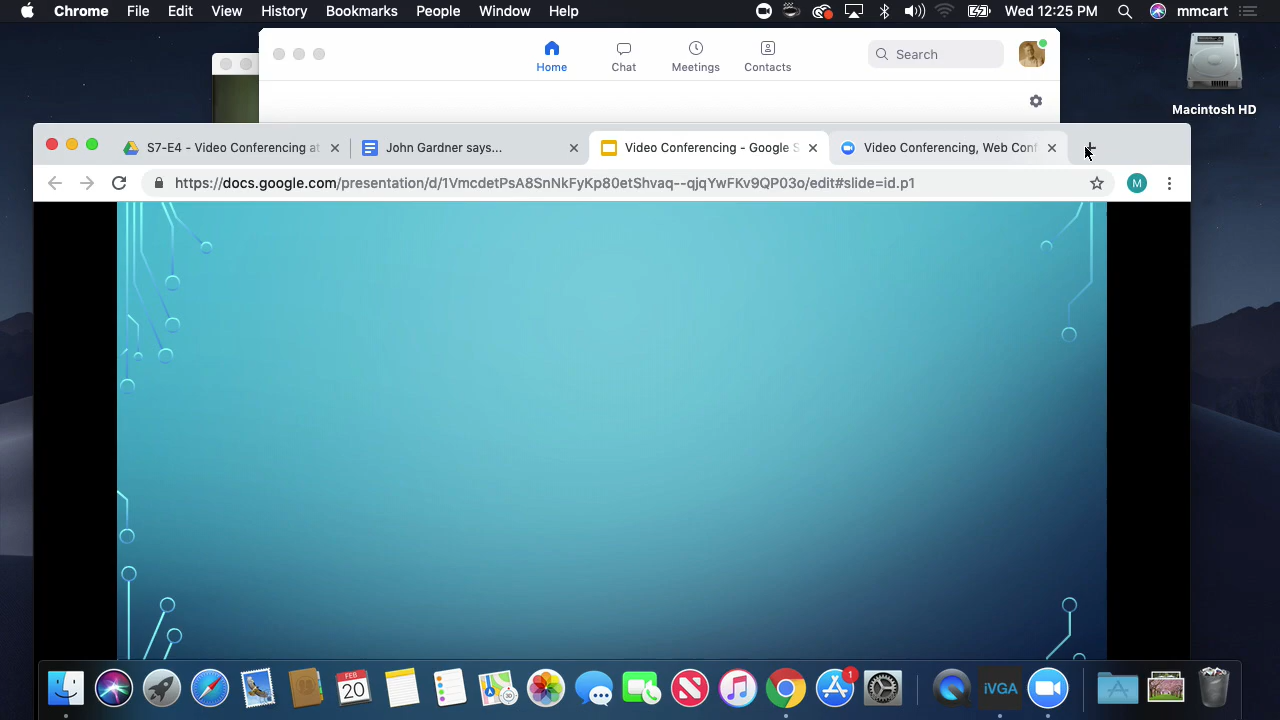 Chrome File Edit View History Bookmarks People Window Help Wed 12:25 PM mmcart
Home Chat Meetings Contacts Search
Macintosh HD
S7-E4 - Video Conferencing at John Gardner says... Video Conferencing - Google S Video Conferencing, Web Conf
https://docs.google.com/presentation/d/1VmcdetPsA8SnNkFyKp80etShvaq--qjqYwFKv9QP03o/edit#slide=id.p1 M
FEB 20 1 iVGA